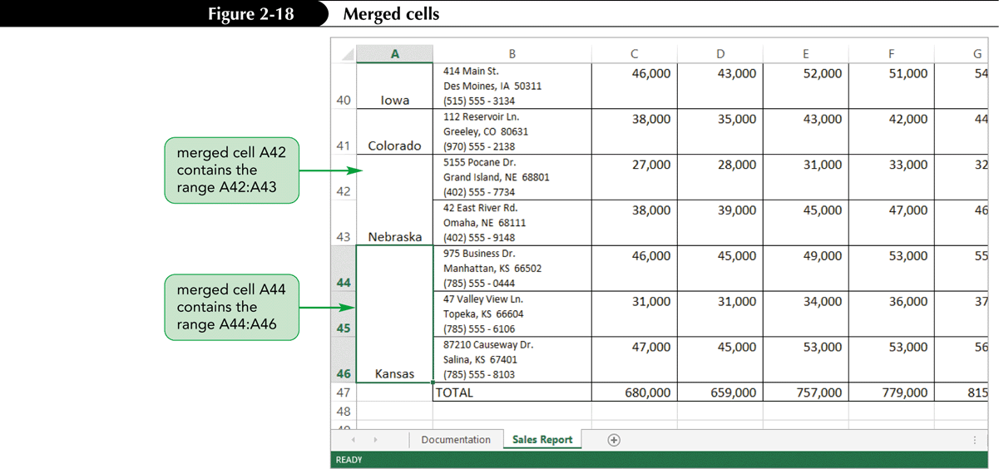 Figure 2-18 Merged cells
A B C D E F G
414 Main St. 46,000 43,000 52,000 51,000 54
Des Moines, IA 50311
40 Iowa (515) 555 - 3134
112 Reservoir Ln. 38,000 35,000 43,000 42,000 44
Greeley, CO 80631
41 Colorado (970) 555 - 2138
merged cell A42
contains the
range A42:A43
5155 Pocane Dr. 27,000 28,000 31,000 33,000 32
Grand Island, NE 68801
42 (402) 555 - 7734
42 East River Rd. 38,000 39,000 45,000 47,000 46
Omaha, NE 68111
43 Nebraska (402) 555 - 9148
merged cell A44
contains the
range A44:A46
975 Business Dr. 46,000 45,000 49,000 53,000 55
Manhattan, KS 66502
44 (785) 555 - 0444
47 Valley View Ln. 31,000 31,000 34,000 36,000 37
Topeka, KS 66604
45 (785) 555 - 6106
87210 Causeway Dr. 47,000 45,000 53,000 53,000 56
Salina, KS 67401
46 Kansas (785) 555 - 8103
47 TOTAL 680,000 659,000 757,000 779,000 815
48
Documentation Sales Report
READY